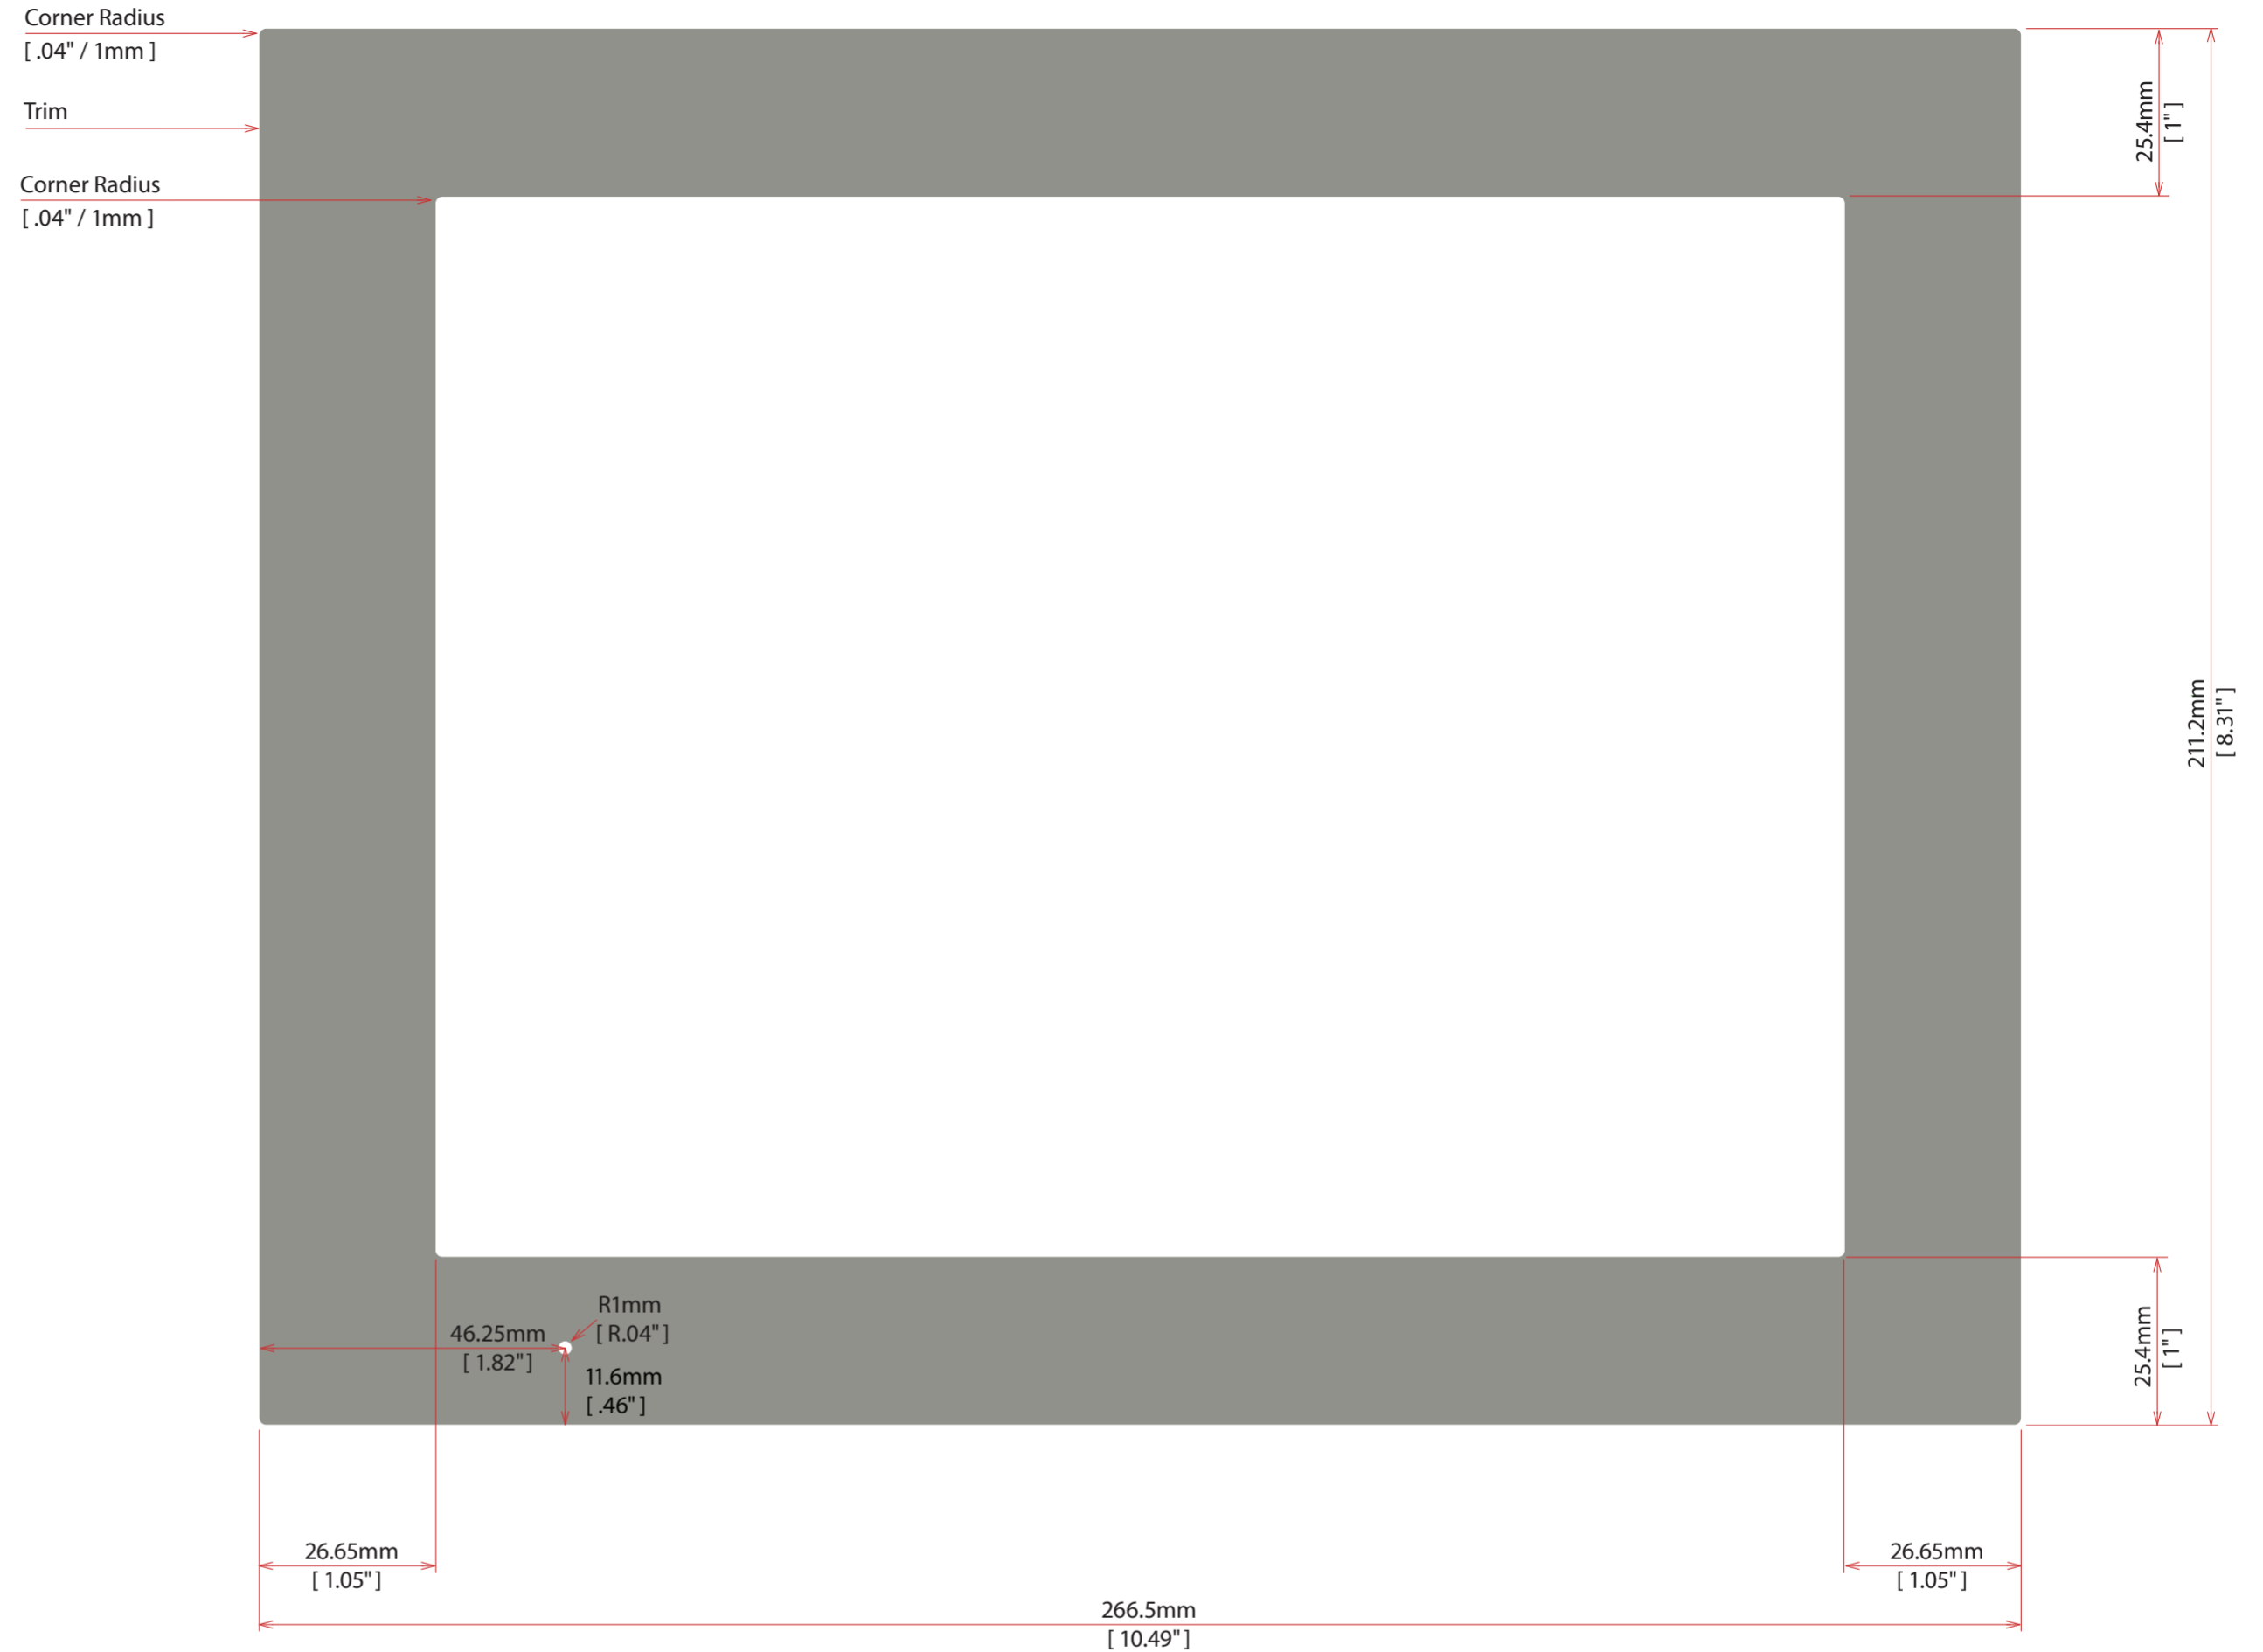 Corner Radius
[ .04" / 1mm ]
Trim
Corner Radius
[ .04" / 1mm ]
25.4mm
[ 1" ]
211.2mm
[ 8.31" ]
R1mm
[ R.04" ]
46.25mm
[ 1.82" ]
11.6mm
[ .46" ]
25.4mm
[ 1" ]
26.65mm
[ 1.05" ]
26.65mm
[ 1.05" ]
266.5mm
[ 10.49" ]